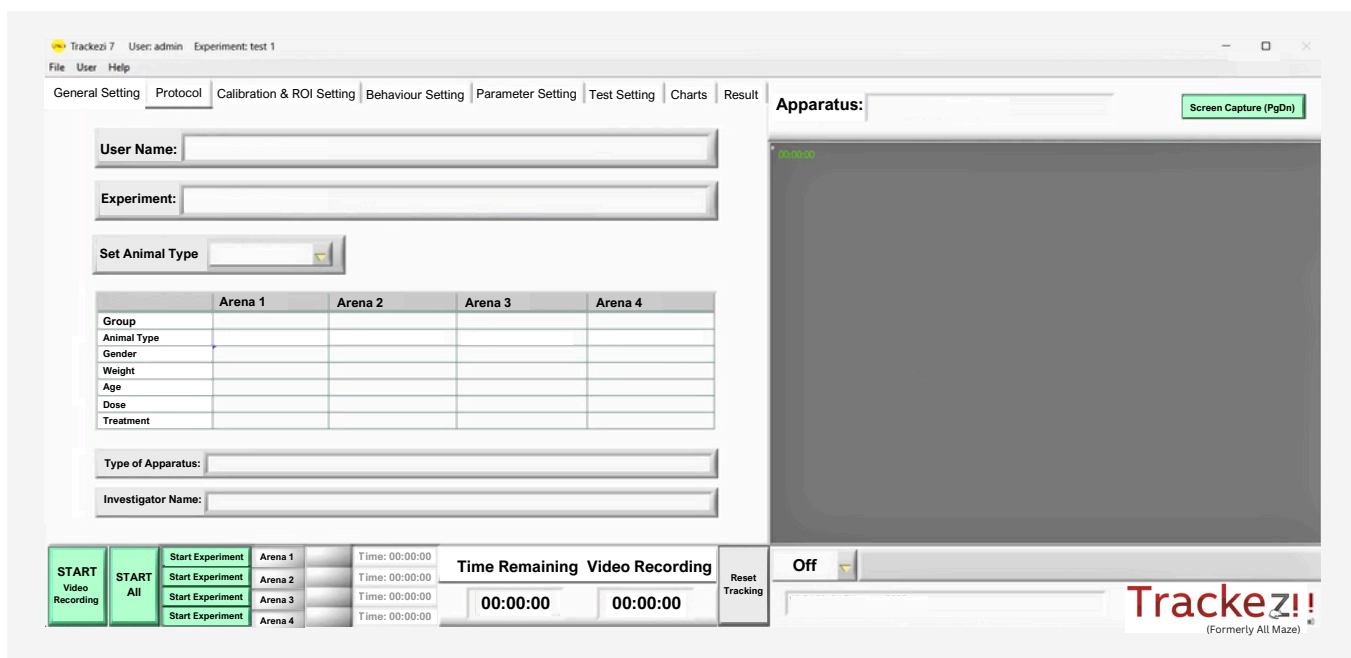 Trackezi 7 User: admin Experiment: test 1
File User Help
General Setting Protocol Calibration & ROI Setting Behaviour Setting Parameter Setting Test Setting Charts Result
Apparatus:
Screen Capture (PgDn)
User Name:
00:00:00
Experiment:
Set Animal Type
Arena 1 Arena 2 Arena 3 Arena 4
Group
Animal Type
Gender
Weight
Age
Dose
Treatment
Type of Apparatus:
Investigator Name:
START
Video
Recording
START
All
Start Experiment Arena 1 Time: 00:00:00
Start Experiment Arena 2 Time: 00:00:00
Start Experiment Arena 3 Time: 00:00:00
Start Experiment Arena 4 Time: 00:00:00
Time Remaining Video Recording
00:00:00 00:00:00
Reset
Tracking
Off
Trackezi!
(Formerly All Maze)